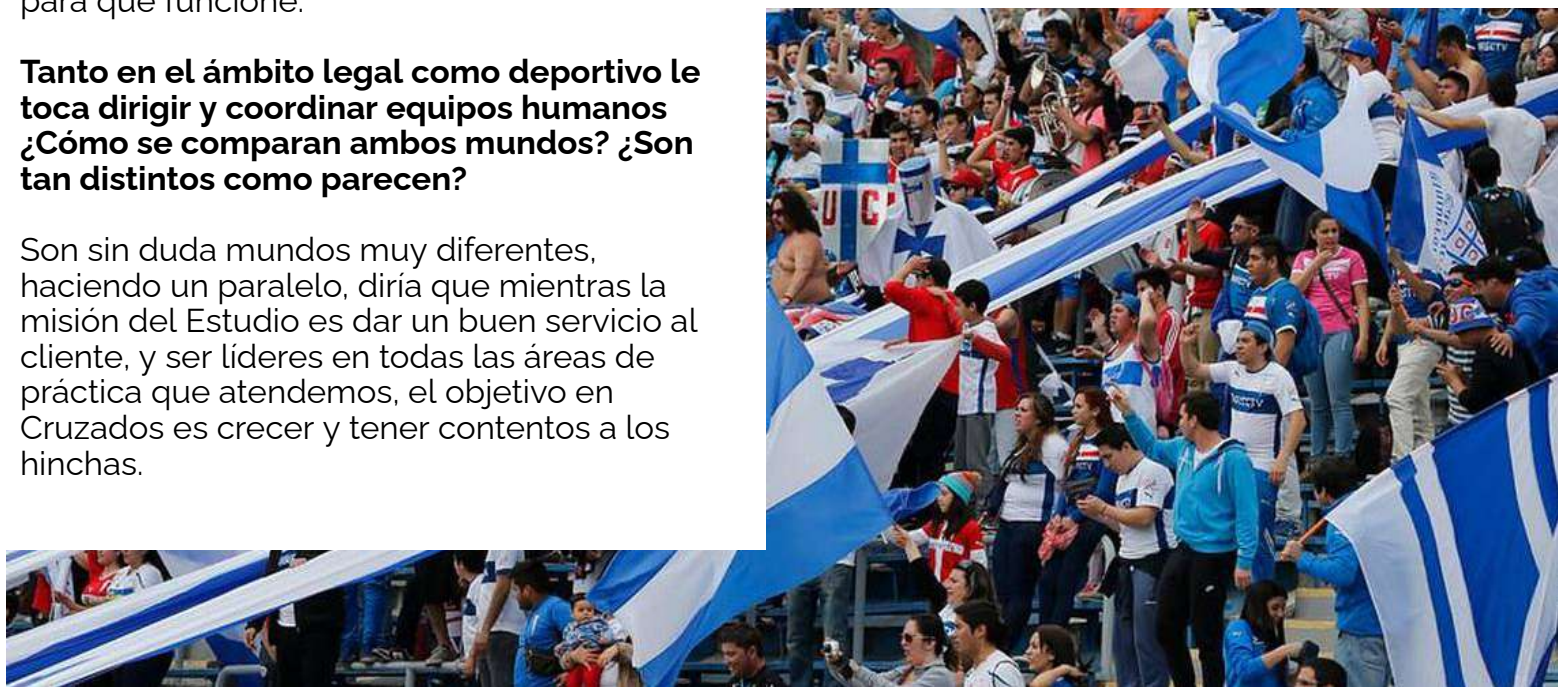 para que funcione.
Tanto en el ámbito legal como deportivo le
toca dirigir y coordinar equipos humanos
¿Cómo se comparan ambos mundos? ¿Son
tan distintos como parecen?
Son sin duda mundos muy diferentes,
haciendo un paralelo, diría que mientras la
misión del Estudio es dar un buen servicio al
cliente, y ser líderes en todas las áreas de
práctica que atendemos, el objetivo en
Cruzados es crecer y tener contentos a los
hinchas.
U C